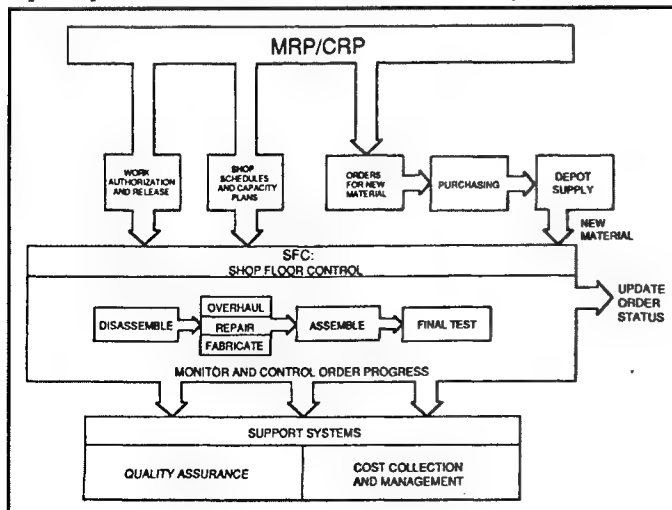 MRP/CRP
WORK
AUTHORIZATION
AND RELEASE
SHOP
SCHEDULES
AND CAPACITY
PLANS
ORDERS
FOR NEW
MATERIAL
PURCHASING
DEPOT
SUPPLY
NEW
MATERIAL
SFC:
SHOP FLOOR CONTROL
UPDATE
ORDER
STATUS
DISASSEMBLE
OVERHAUL
REPAIR
FABRICATE
ASSEMBLE
FINAL TEST
MONITOR AND CONTROL ORDER PROGRESS
SUPPORT SYSTEMS
QUALITY ASSURANCE
COST COLLECTION
AND MANAGEMENT